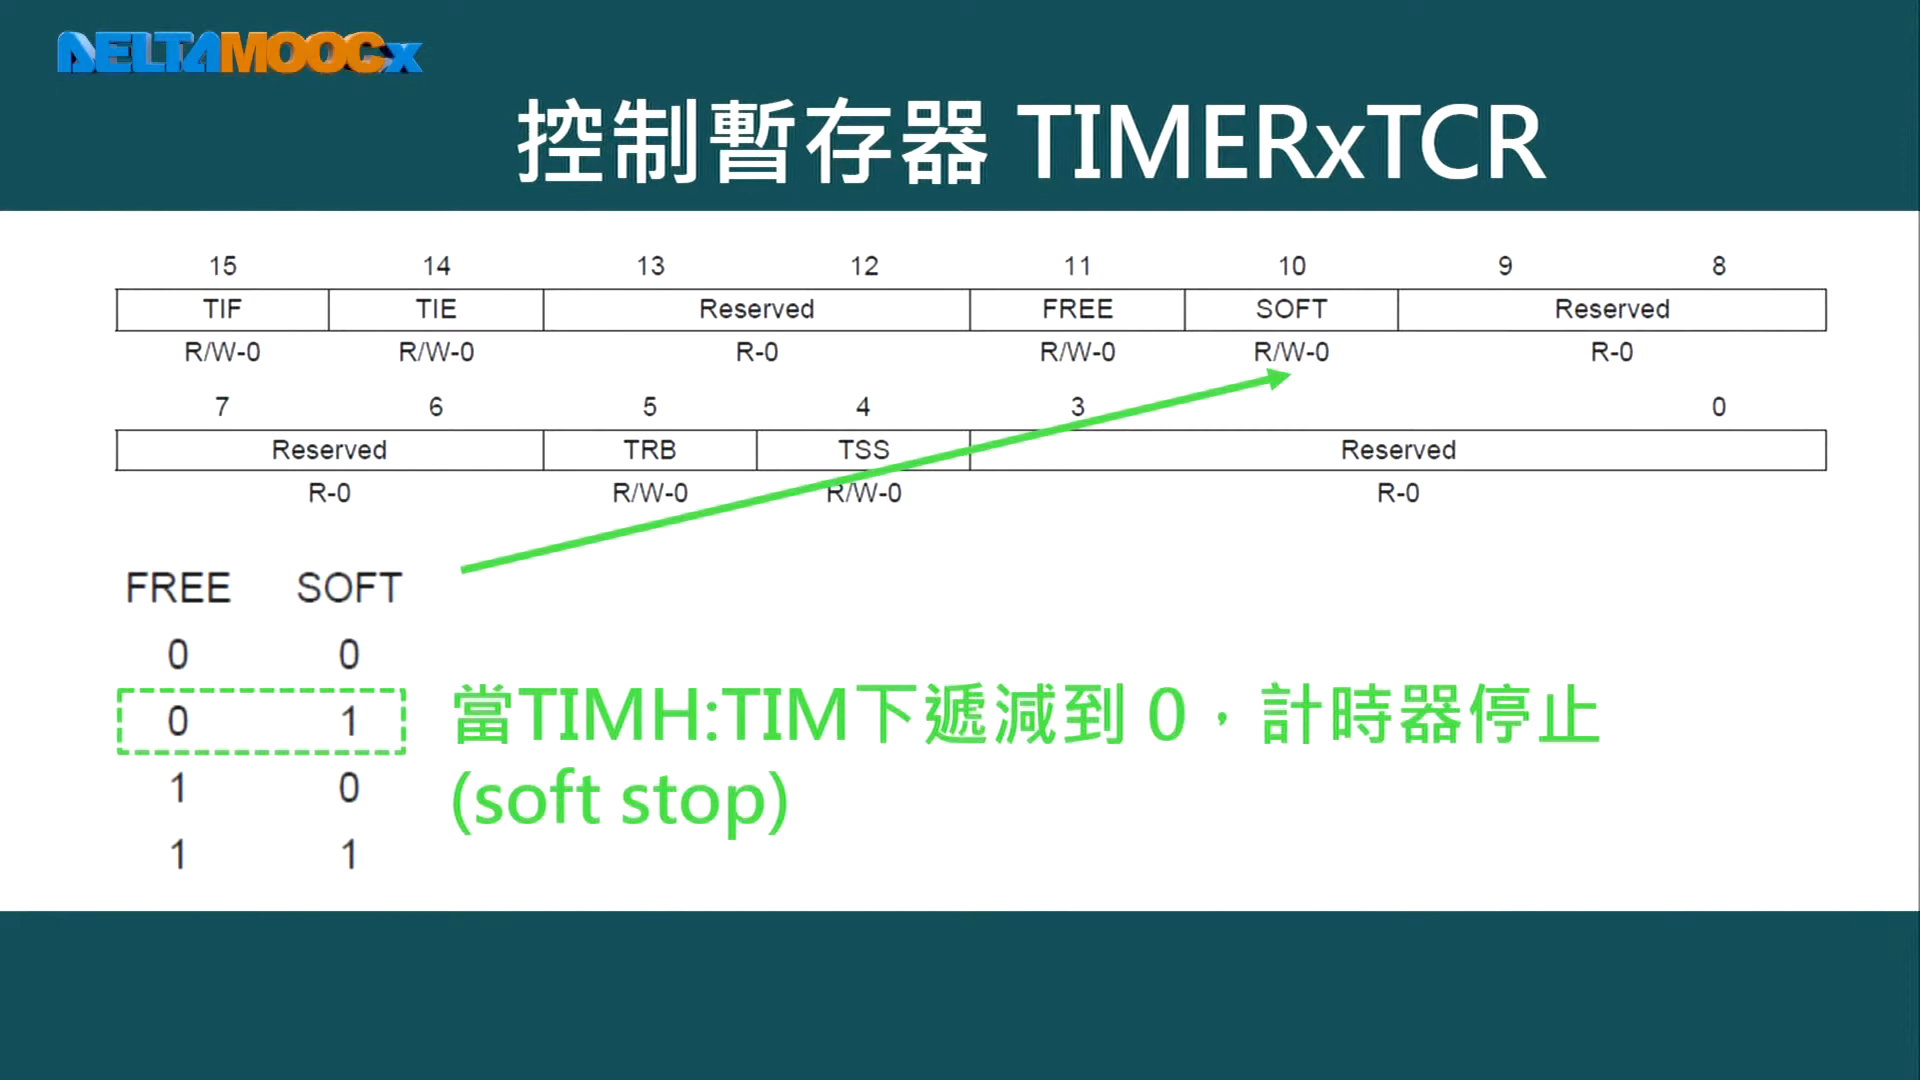 DELTAMOOCx
控制暫存器 TIMERxTCR
15 14 13 12 11 10 9 8
TIF TIE Reserved FREE SOFT Reserved
R/W-0 R/W-0 R-0 R/W-0 R/W-0 R-0
7 6 5 4 3 0
Reserved TRB TSS Reserved
R-0 R/W-0 R/W-0 R-0
FREE SOFT
0 0
0 1
當TIMH:TIM下遞減到 0，計時器停止
(soft stop)
1 0
1 1